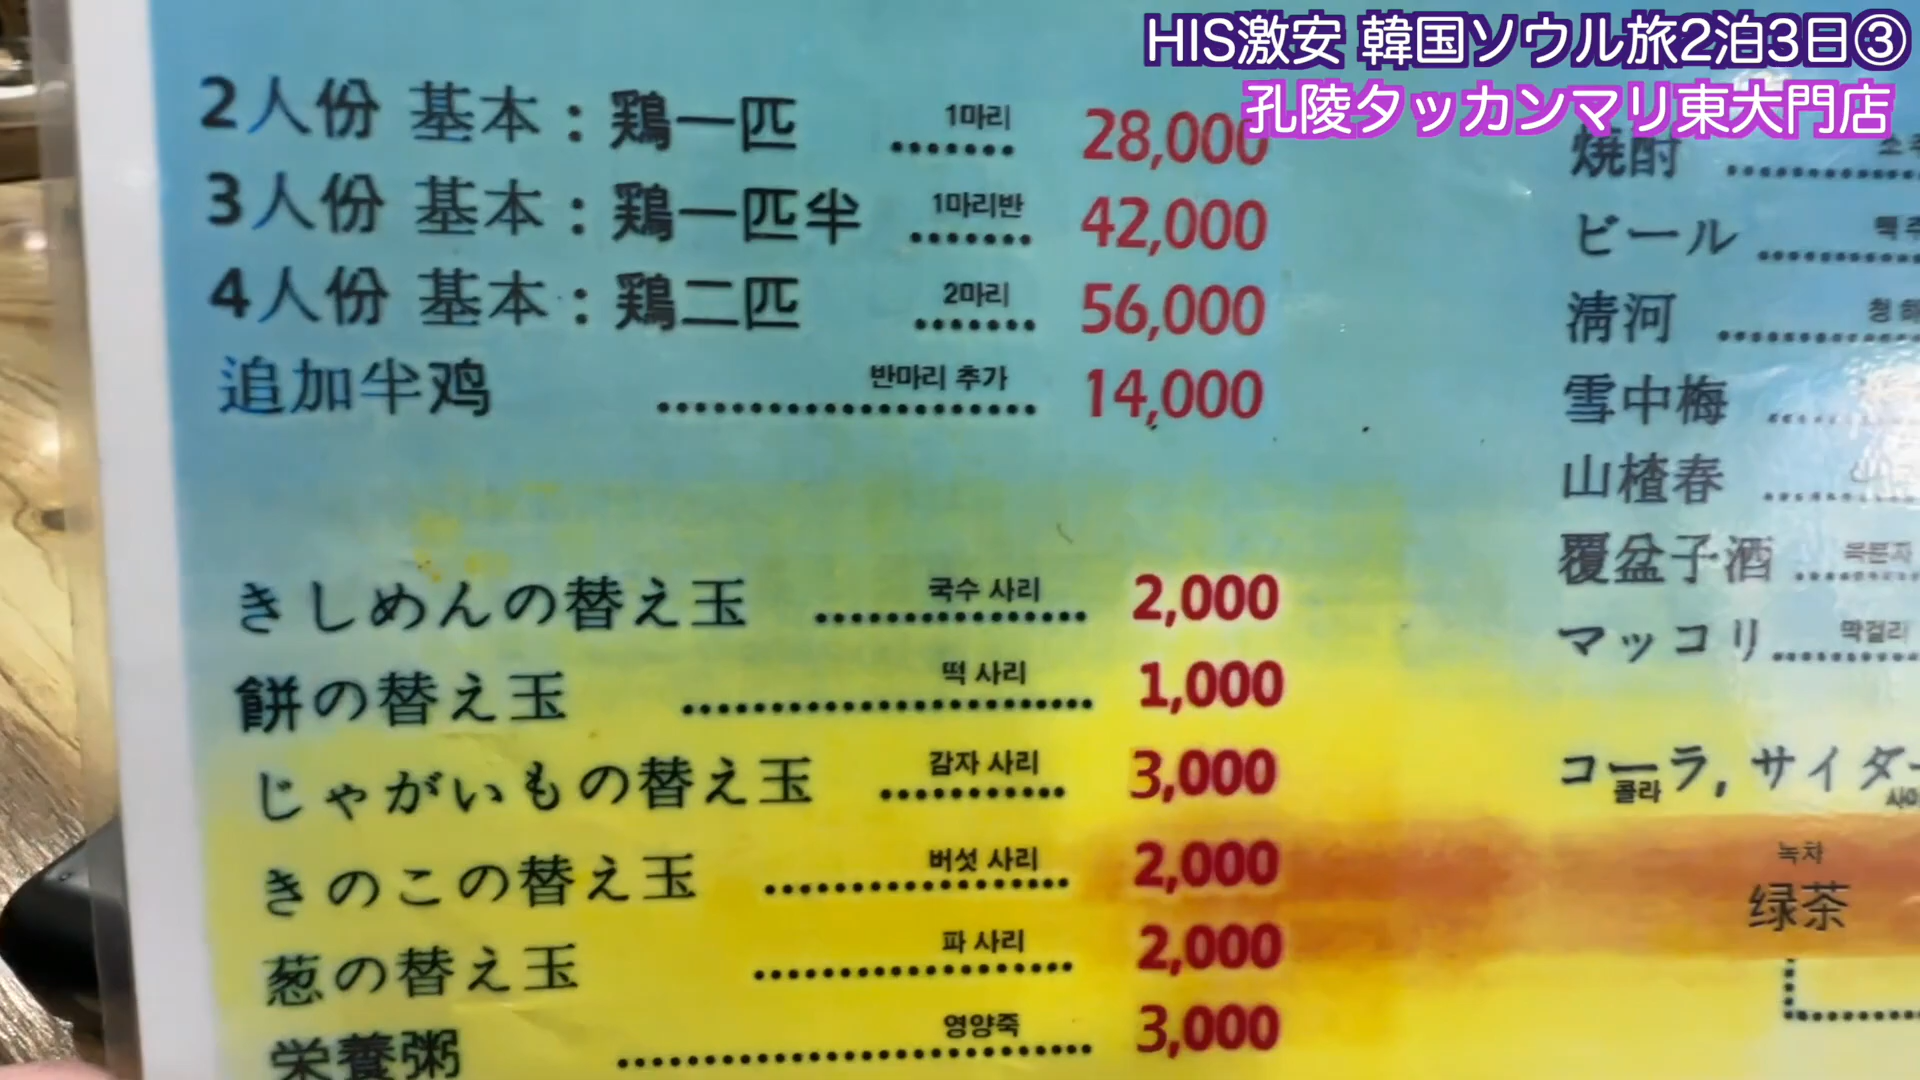 HIS激安 韓国ソウル旅2泊3日③
孔陵タッカンマリ東大門店
2人份 基本：鶏一匹 1마리 28,000
3人份 基本：鶏一匹半 1마리반 42,000
4人份 基本：鶏二匹 2마리 56,000
追加半鸡 반마리 추가 14,000
きしめんの替え玉 국수 사리 2,000
餅の替え玉 떡 사리 1,000
じゃがいもの替え玉 감자 사리 3,000
きのこの替え玉 버섯 사리 2,000
葱の替え玉 파 사리 2,000
栄養粥 영양죽 3,000
焼酎
ビール
清河
雪中梅
山楂春
覆盆子酒
マッコリ 막걸리
コーラ, サイダー
콜라
녹차
绿茶